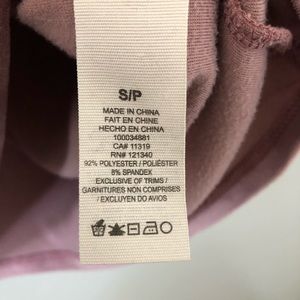 S/P
MADE IN CHINA
FAIT EN CHINE
HECHO EN CHINA
100034881
CA# 11319
RN# 121340
92% POLYESTER / POLIÉSTER
8% SPANDEX
EXCLUSIVE OF TRIMS /
GARNITURES NON COMPRISES
/ EXCLUYEN DO AVIOS